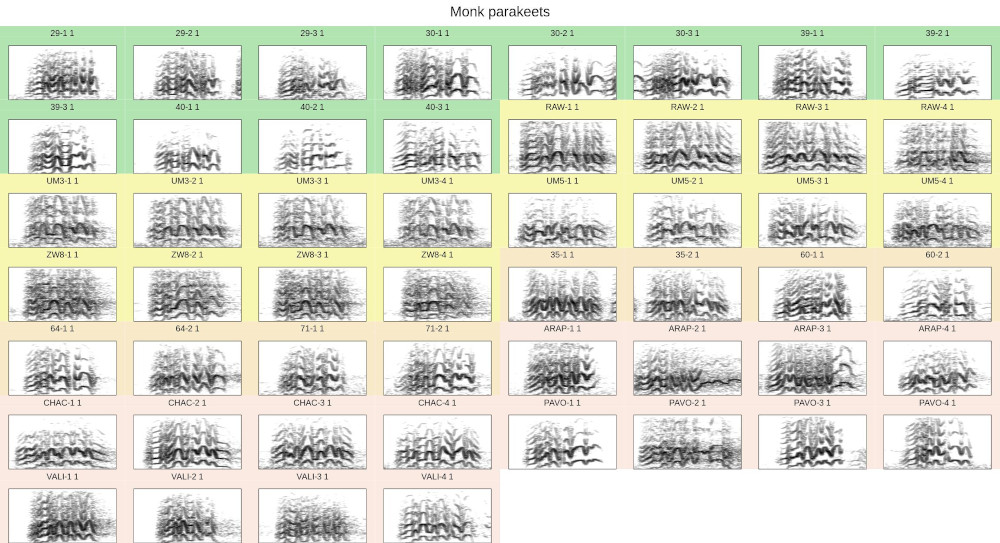 Monk parakeets
29-1 1 29-2 1 29-3 1 30-1 1 30-2 1 30-3 1 39-1 1 39-2 1
39-3 1 40-1 1 40-2 1 40-3 1 RAW-1 1 RAW-2 1 RAW-3 1 RAW-4 1
UM3-1 1 UM3-2 1 UM3-3 1 UM3-4 1 UM5-1 1 UM5-2 1 UM5-3 1 UM5-4 1
ZW8-1 1 ZW8-2 1 ZW8-3 1 ZW8-4 1 35-1 1 35-2 1 60-1 1 60-2 1
64-1 1 64-2 1 71-1 1 71-2 1 ARAP-1 1 ARAP-2 1 ARAP-3 1 ARAP-4 1
CHAC-1 1 CHAC-2 1 CHAC-3 1 CHAC-4 1 PAVO-1 1 PAVO-2 1 PAVO-3 1 PAVO-4 1
VALI-1 1 VALI-2 1 VALI-3 1 VALI-4 1